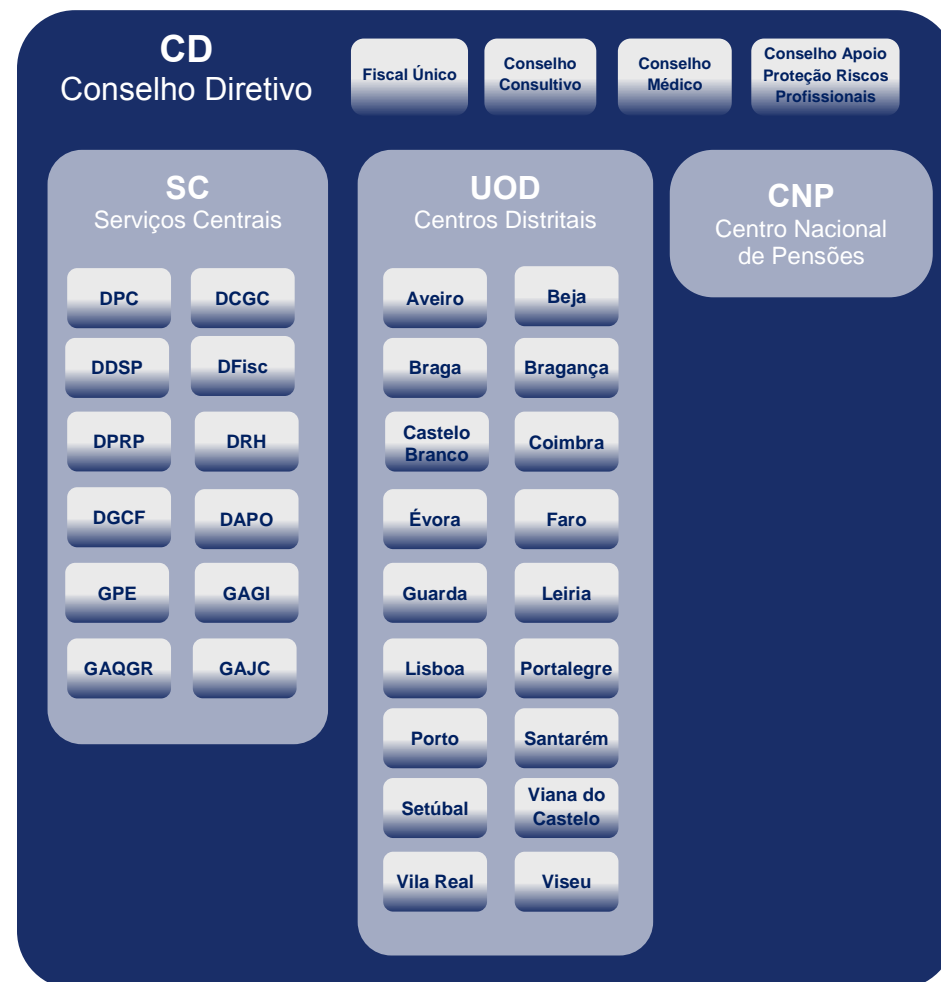 CD
Conselho Diretivo
Fiscal Único
Conselho
Consultivo
Conselho
Médico
Conselho Apoio
Proteção Riscos
Profissionais
SC
Serviços Centrais
DPC
DCGC
DDSP
DFisc
DPRP
DRH
DGCF
DAPO
GPE
GAGI
GAQGR
GAJC
UOD
Centros Distritais
Aveiro
Beja
Braga
Bragança
Castelo
Branco
Coimbra
Évora
Faro
Guarda
Leiria
Lisboa
Portalegre
Porto
Santarém
Setúbal
Viana do
Castelo
Vila Real
Viseu
CNP
Centro Nacional
de Pensões